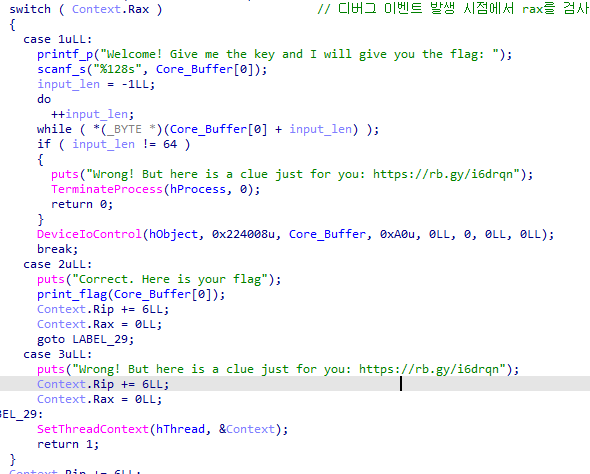 switch ( Context.Rax ) // 디버그 이벤트 발생 시점에서 rax를 검사
{
case 1uLL:
printf_p("Welcome! Give me the key and I will give you the flag: ");
scanf_s("%128s", Core_Buffer[0]);
input_len = -1LL;
do
++input_len;
while ( *(_BYTE *)(Core_Buffer[0] + input_len) );
if ( input_len != 64 )
{
puts("Wrong! But here is a clue just for you: https://rb.gy/i6drqn");
TerminateProcess(hProcess, 0);
return 0;
}
DeviceIoControl(hObject, 0x224008u, Core_Buffer, 0xA0u, 0LL, 0, 0LL, 0LL);
break;
case 2uLL:
puts("Correct. Here is your flag");
print_flag(Core_Buffer[0]);
Context.Rip += 6LL;
Context.Rax = 0LL;
goto LABEL_29;
case 3uLL:
puts("Wrong! But here is a clue just for you: https://rb.gy/i6drqn");
Context.Rip += 6LL;
Context.Rax = 0LL;
BEL_29:
SetThreadContext(hThread, &Context);
return 1;
}
Context.Rip += 6LL;